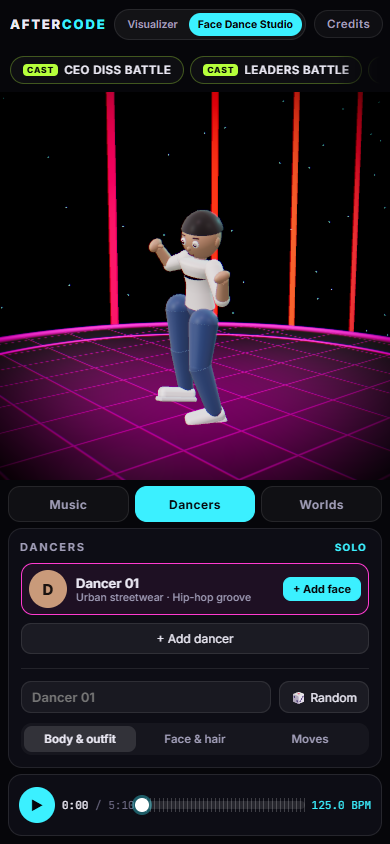 AFTERCODE
Visualizer
Face Dance Studio
Credits
CAST CEO DISS BATTLE
CAST LEADERS BATTLE
Music
Dancers
Worlds
DANCERS
SOLO
D
Dancer 01
Urban streetwear · Hip-hop groove
+ Add face
+ Add dancer
Dancer 01
Random
Body & outfit
Face & hair
Moves
0:00 / 5:10
125.0 BPM